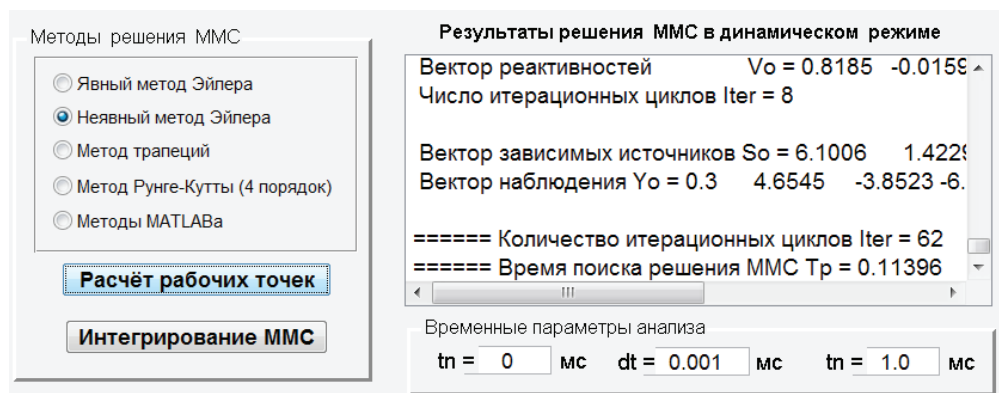 Методы решения ММС
Явный метод Эйлера
Неявный метод Эйлера
Метод трапеций
Метод Рунге-Кутты (4 порядок)
Методы MATLABа
Расчёт рабочих точек
Интегрирование ММС
Результаты решения ММС в динамическом режиме
Вектор реактивностей Vo = 0.8185 -0.0159
Число итерационных циклов Iter = 8
Вектор зависимых источников So = 6.1006 1.4229
Вектор наблюдения Yo = 0.3 4.6545 -3.8523 -6.
====== Количество итерационных циклов Iter = 62
====== Время поиска решения ММС Тр = 0.11396
Временные параметры анализа
tn = 0 мс dt = 0.001 мс tn = 1.0 мс